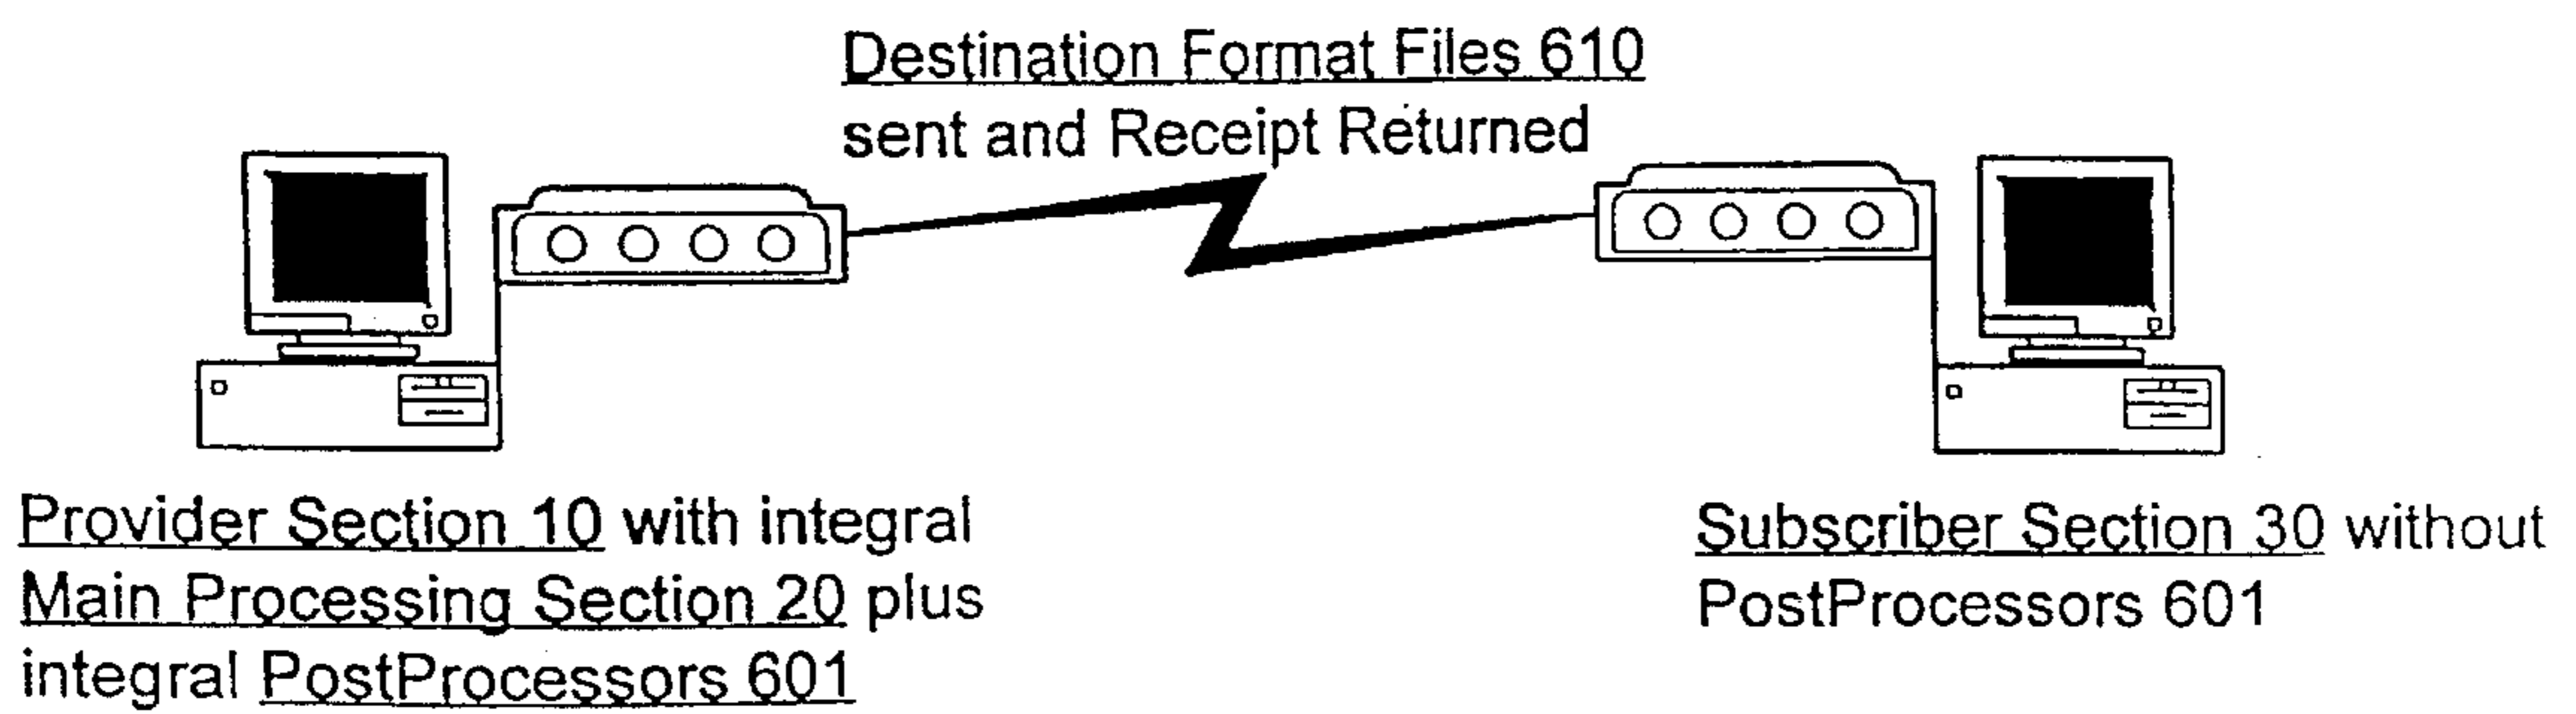 Destination Format Files 610
sent and Receipt Returned
Provider Section 10 with integral
Main Processing Section 20 plus
integral PostProcessors 601
Subscriber Section 30 without
PostProcessors 601